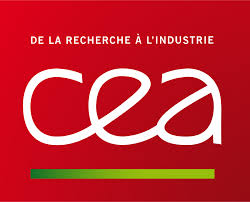 DE LA RECHERCHE À L'INDUSTRIE
cea